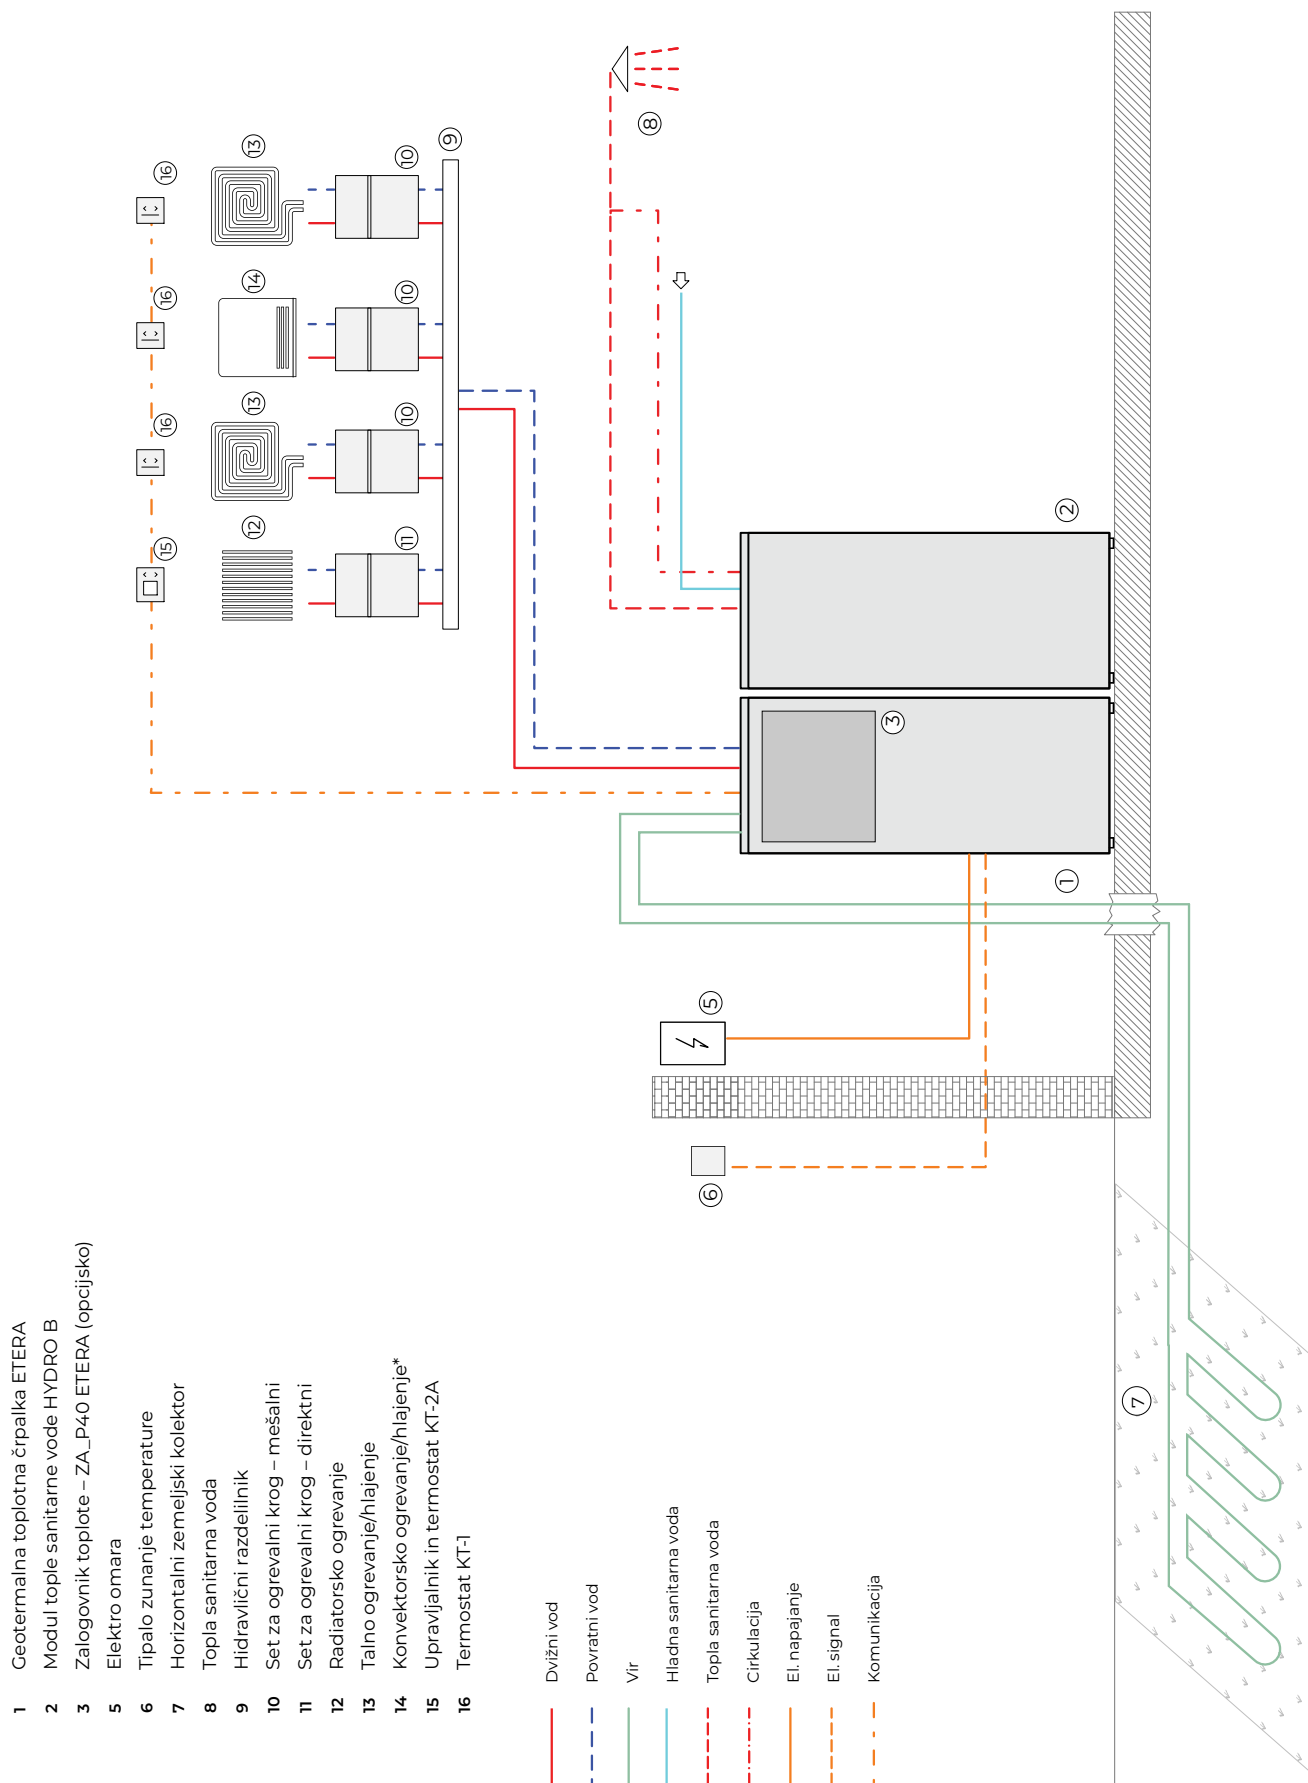 1 Geotermalna toplotna črpalka ETERA
2 Modul tople sanitarne vode HYDRO B
3 Zalogovnik toplote – ZA_P40 ETERA (opcijsko)
5 Elektro omara
6 Tipalo zunanje temperature
7 Horizontalni zemeljski kolektor
8 Topla sanitarna voda
9 Hidravlični razdelilnik
10 Set za ogrevalni krog – mešalni
11 Set za ogrevalni krog – direktni
12 Radiatorsko ogrevanje
13 Talno ogrevanje/hlajenje
14 Konvektorsko ogrevanje/hlajenje*
15 Upravljalnik in termostat KT-2A
16 Termostat KT-1
Dvižni vod
Povratni vod
Vir
Hladna sanitarna voda
Topla sanitarna voda
Cirkulacija
El. napajanje
El. signal
Komunikacija
15
16
16
16
12
13
14
13
11
10
10
10
9
8
6
5
3
1
2
7